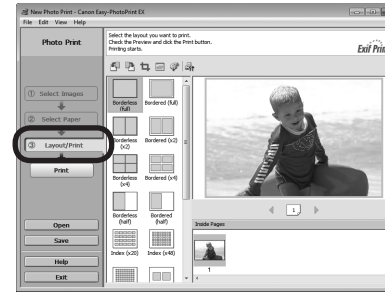 New Photo Print - Canon Easy-PhotoPrint EX
File Edit View Help
Photo Print
Select the layout you want to print.
Check the Preview and click the Print button.
Printing starts.
Exif Prin
① Select Images
② Select Paper
③ Layout/Print
Print
Open
Save
Help
Exit
Borderless (full)
Bordered (full)
Borderless (x2)
Bordered (x2)
Borderless (x4)
Bordered (x4)
Borderless (half)
Bordered (half)
Index (x20)
Index (x48)
1
Inside Pages
1